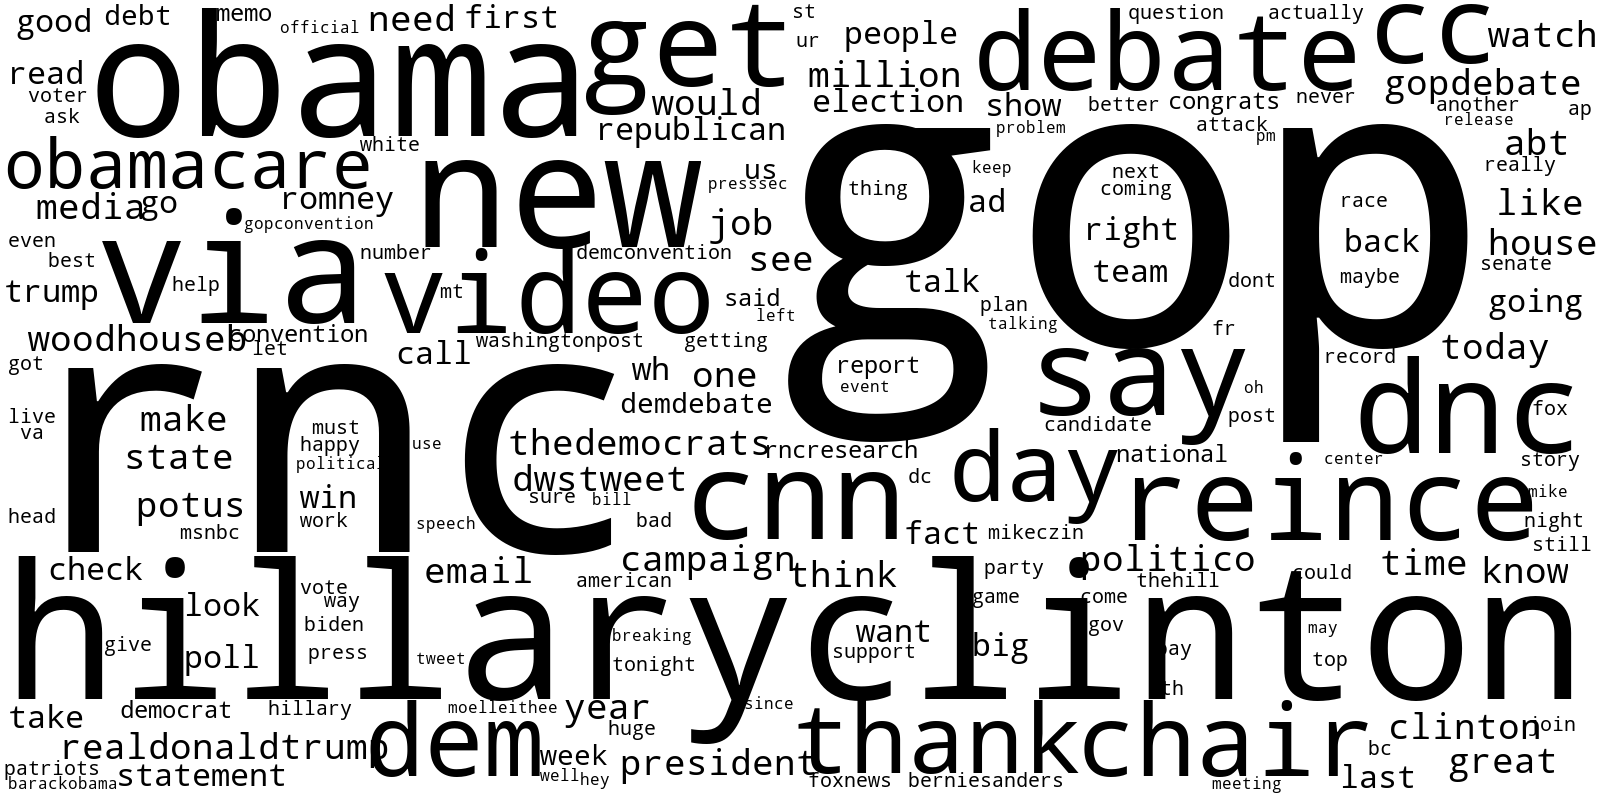 good debt memo official need first get st question actually cc
obama ur people debate watch
read million gopdebate
voter would election show better congrats never another ap
ask republican problem attack pm release
obamacare white new us gop keep next abt
media go romney presssec thing coming really
gopconvention job ad right race like
even via number demconvention see talk team back house
best help video said plan dont maybe senate
trump mt left talking fr going
woodhouseb convention washingtonpost getting
got let call wh one report say record today
rnc demdebate event oh dnc
live make must thedemocrats candidate post fox
va happy use rncresearch day national
state political dwstweet cnn dc reince center story
potus win sure bill mike
head msnbc work speech bad fact mikeczin night
still
check email campaign think party politico time know
hillaryclinton american thehill could
look vote way game come
biden want gov may
give poll press tweet breaking support big top
tonight th
take democrat hillary moelleithee year since
realdonaldtrump dem huge thankchair clinton join
patriots week president bc great
barackobama statement well hey foxnews berniesanders meeting last